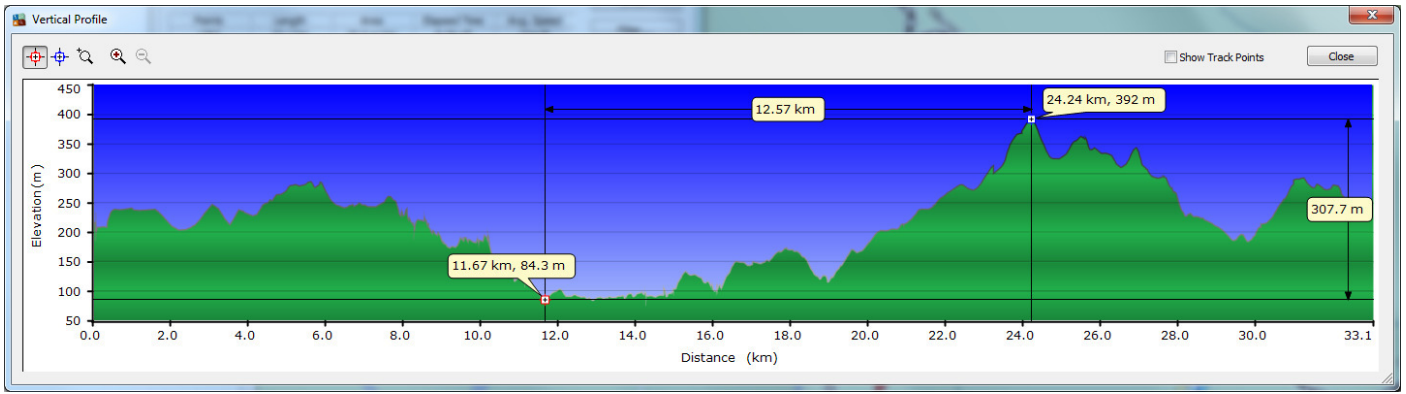 Vertical Profile
Show Track Points
Close
450
400
350
300
250
200
150
100
50
Elevation (m)
12.57 km
24.24 km, 392 m
307.7 m
11.67 km, 84.3 m
0.0 2.0 4.0 6.0 8.0 10.0 12.0 14.0 16.0 18.0 20.0 22.0 24.0 26.0 28.0 30.0 33.1
Distance (km)